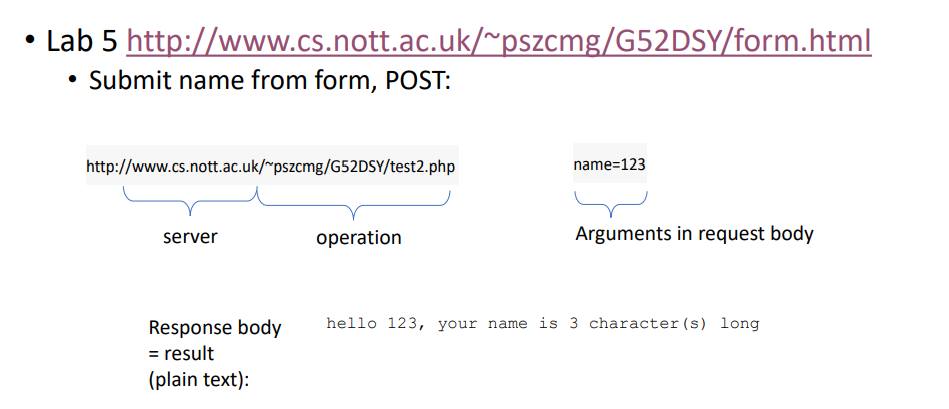 • Lab 5 http://www.cs.nott.ac.uk/~pszcmg/G52DSY/form.html
• Submit name from form, POST:
http://www.cs.nott.ac.uk/~pszcmg/G52DSY/test2.php
name=123
server
operation
Arguments in request body
Response body
= result
(plain text):
hello 123, your name is 3 character(s) long